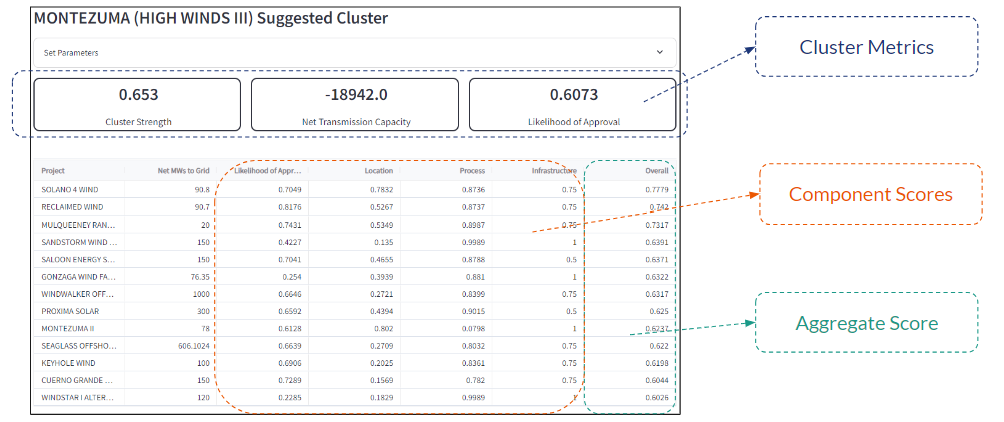 MONTEZUMA (HIGH WINDS III) Suggested Cluster
Set Parameters
Cluster Metrics
0.653 -18942.0 0.6073
Cluster Strength Net Transmission Capacity Likelihood of Approval
Project Net MWs to Grid Likelihood of Appr... Location Process Infrastructure Overall
SOLANO 4 WIND 90.8 0.7049 0.7832 0.8736 0.75 0.7779
RECLAIMED WIND 90.7 0.8176 0.5267 0.8737 0.75 0.742
Component Scores
MULQUEENEY RAN... 20 0.7431 0.5349 0.8987 0.75 0.7317
SANDSTORM WIND ... 150 0.4227 0.135 0.9989 1 0.6391
SALOON ENERGY S... 150 0.7041 0.4655 0.8788 0.5 0.6371
GONZAGA WIND FA... 76.35 0.254 0.3939 0.881 1 0.6322
WINDWALKER OFF... 1000 0.6646 0.2721 0.8399 0.75 0.6317
PROXIMA SOLAR 300 0.6592 0.4394 0.9015 0.5 0.625
Aggregate Score
MONTEZUMA II 78 0.6128 0.802 0.0798 1 0.6237
SEAGLASS OFFSHO... 606.1024 0.6639 0.2709 0.8032 0.75 0.622
KEYHOLE WIND 100 0.6906 0.2025 0.8361 0.75 0.6198
CUERNO GRANDE ... 150 0.7289 0.1569 0.782 0.75 0.6044
WINDSTAR I ALTER... 120 0.2285 0.1829 0.9989 1 0.6026